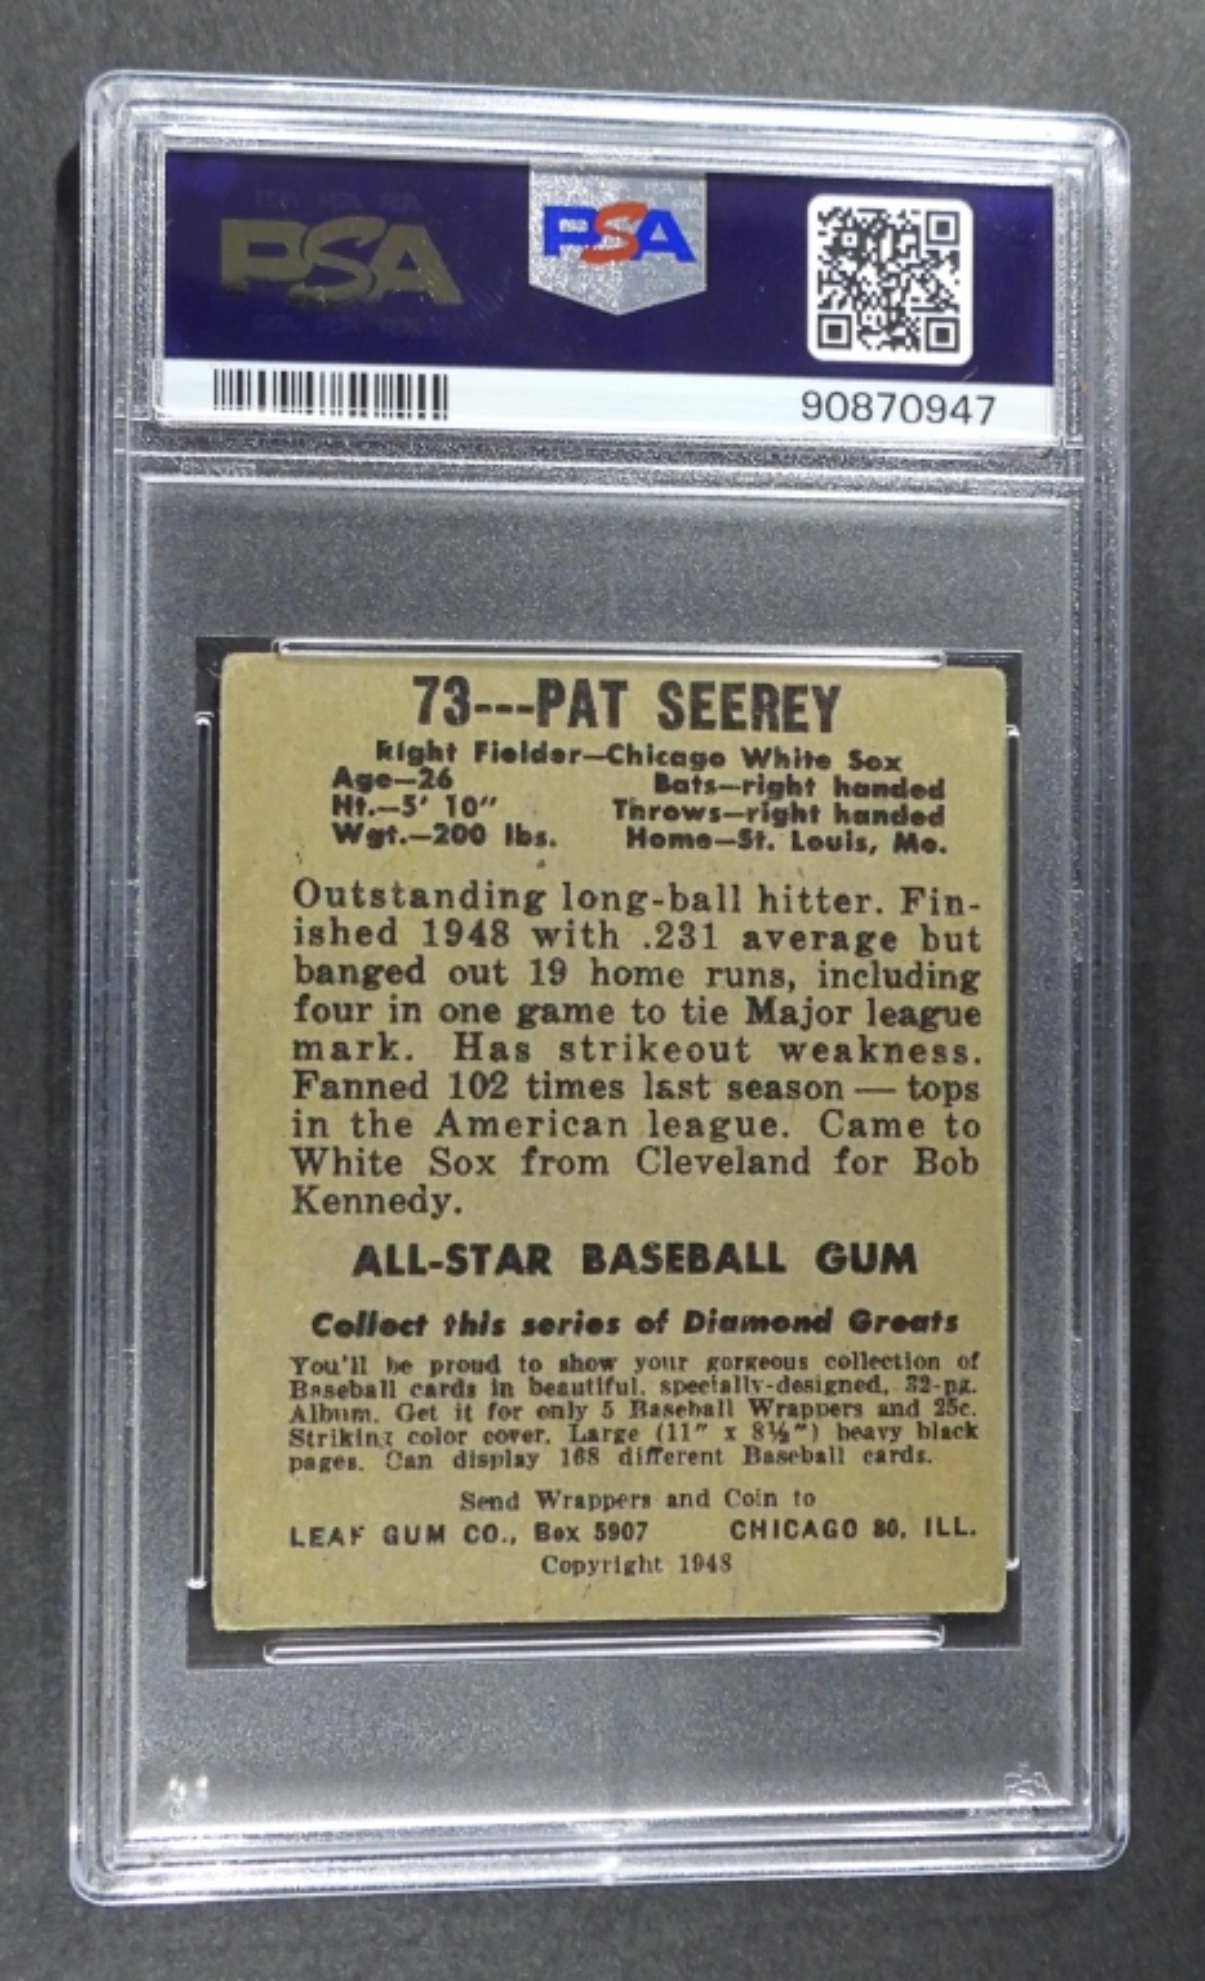 PSA
PSA
90870947
73---PAT SEEREY
Right Fielder—Chicago White Sox
Age—26 Bats—right handed
Ht.—5' 10" Throws—right handed
Wgt.—200 lbs. Home—St. Louis, Mo.
Outstanding long-ball hitter. Fin-
ished 1948 with .231 average but
banged out 19 home runs, including
four in one game to tie Major league
mark. Has strikeout weakness.
Fanned 102 times last season — tops
in the American league. Came to
White Sox from Cleveland for Bob
Kennedy.
ALL-STAR BASEBALL GUM
Collect this series of Diamond Greats
You'll be proud to show your gorgeous collection of
Baseball cards in beautiful, specially-designed, 32-pg.
Album. Get it for only 5 Baseball Wrappers and 25c.
Striking color cover. Large (11" x 8½") heavy black
pages. Can display 168 different Baseball cards.
Send Wrappers and Coin to
LEAF GUM CO., Box 5907 CHICAGO 80, ILL.
Copyright 1948
PSA